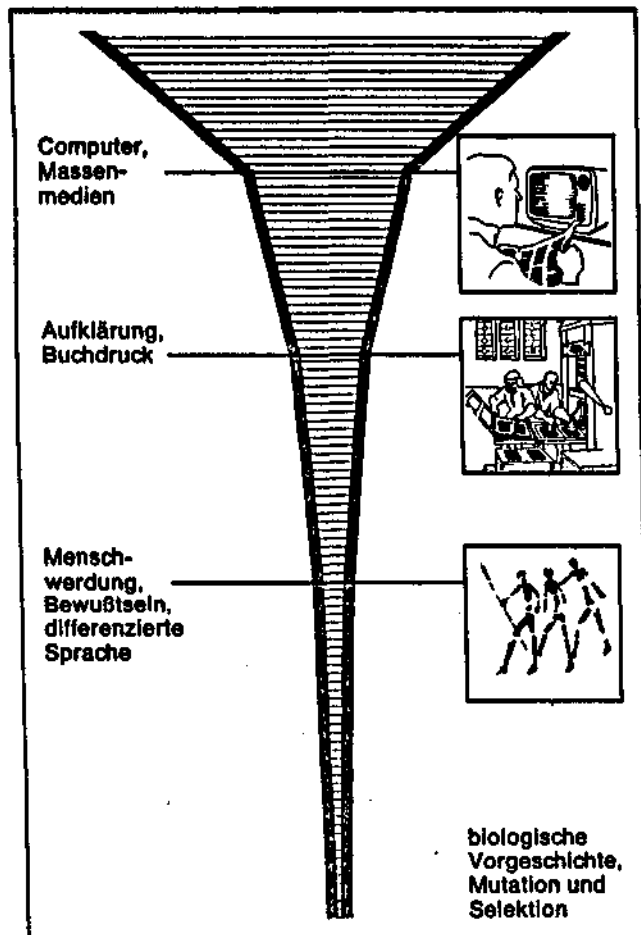 Computer,
Massen-
medien
Aufklärung,
Buchdruck
Mensch-
werdung,
Bewußtsein,
differenzierte
Sprache
biologische
Vorgeschichte,
Mutation und
Selektion